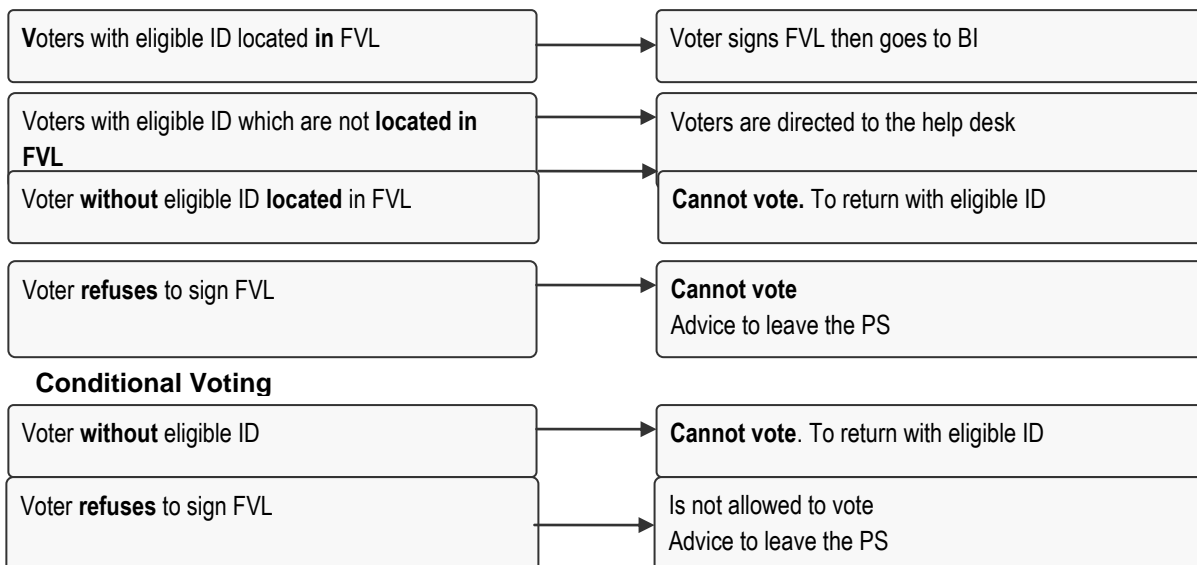 Voters with eligible ID located in FVL
Voter signs FVL then goes to BI
Voters with eligible ID which are not located in
FVL
Voters are directed to the help desk
Voter without eligible ID located in FVL
Cannot vote. To return with eligible ID
Voter refuses to sign FVL
Cannot vote
Advice to leave the PS
Conditional Voting
Voter without eligible ID
Cannot vote. To return with eligible ID
Voter refuses to sign FVL
Is not allowed to vote
Advice to leave the PS